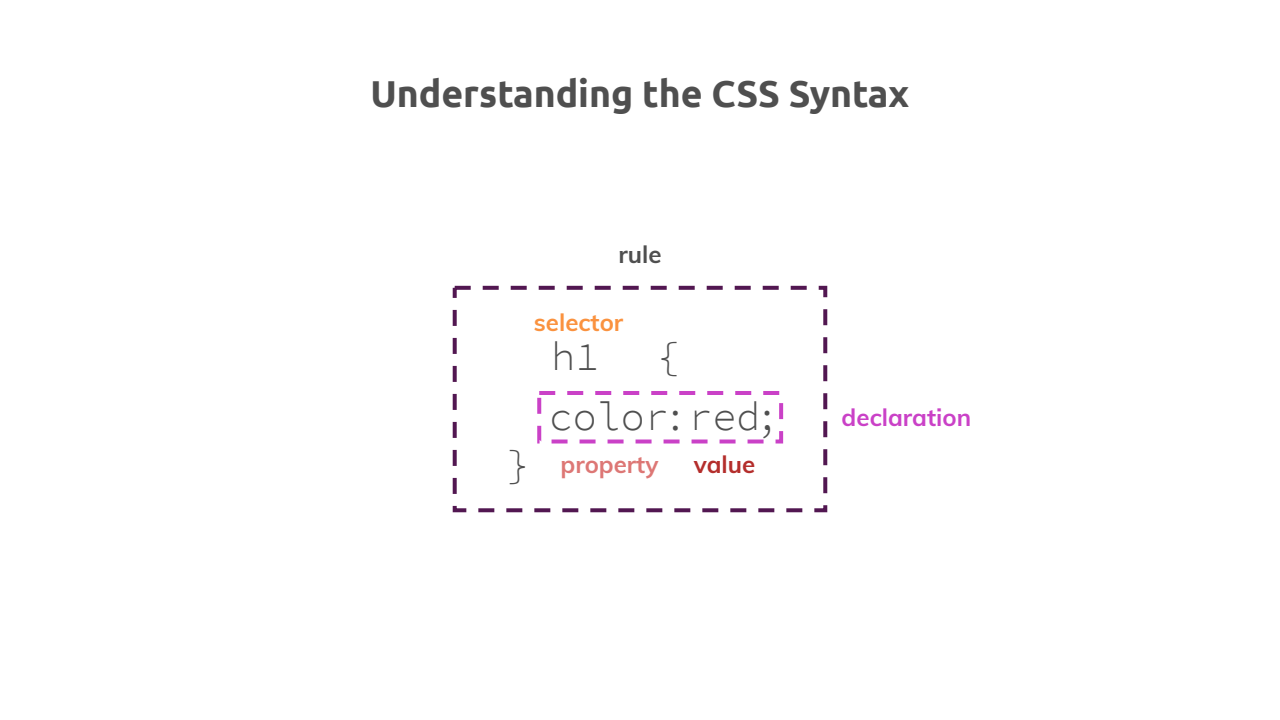 Understanding the CSS Syntax
rule
selector
h1 {
color:red;
declaration
} property value